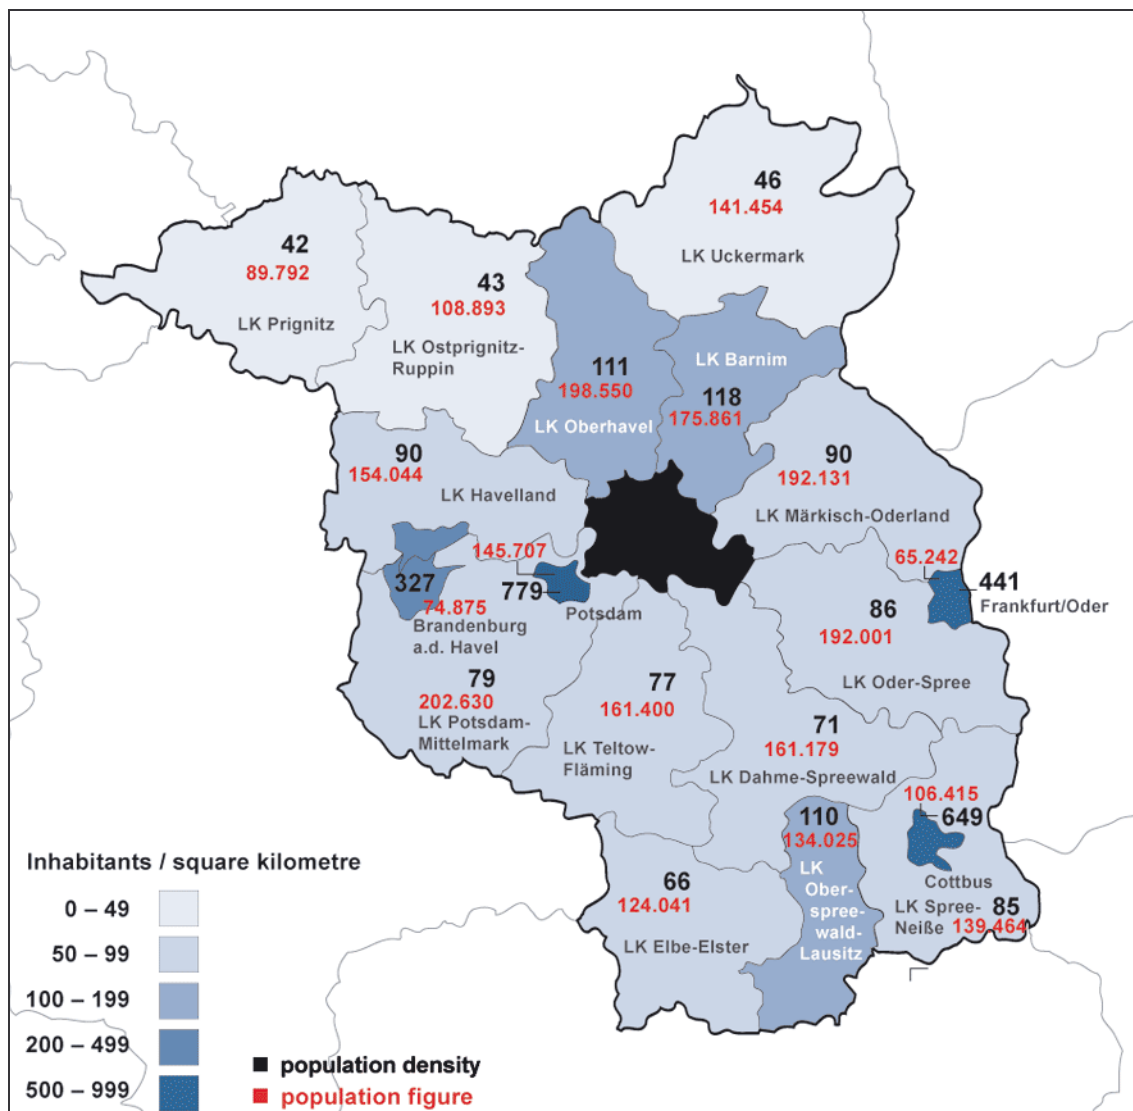 46
141.454
LK Uckermark
42
89.792
LK Prignitz
43
108.893
LK Ostprignitz-
Ruppin
111
198.550
LK Oberhavel
LK Barnim
118
175.861
90
154.044
LK Havelland
90
192.131
LK Märkisch-Oderland
145.707
779
Potsdam
327
74.875
Brandenburg
a.d. Havel
65.242
441
Frankfurt/Oder
86
192.001
LK Oder-Spree
79
202.630
LK Potsdam-
Mittelmark
77
161.400
LK Teltow-
Fläming
71
161.179
LK Dahme-Spreewald
106.415
649
Cottbus
110
134.025
LK
Ober-
spree-
wald-
Lausitz
66
124.041
LK Elbe-Elster
LK Spree-
Neiße
85
139.464
Inhabitants / square kilometre
0 – 49
50 – 99
100 – 199
200 – 499
500 – 999
population density
population figure